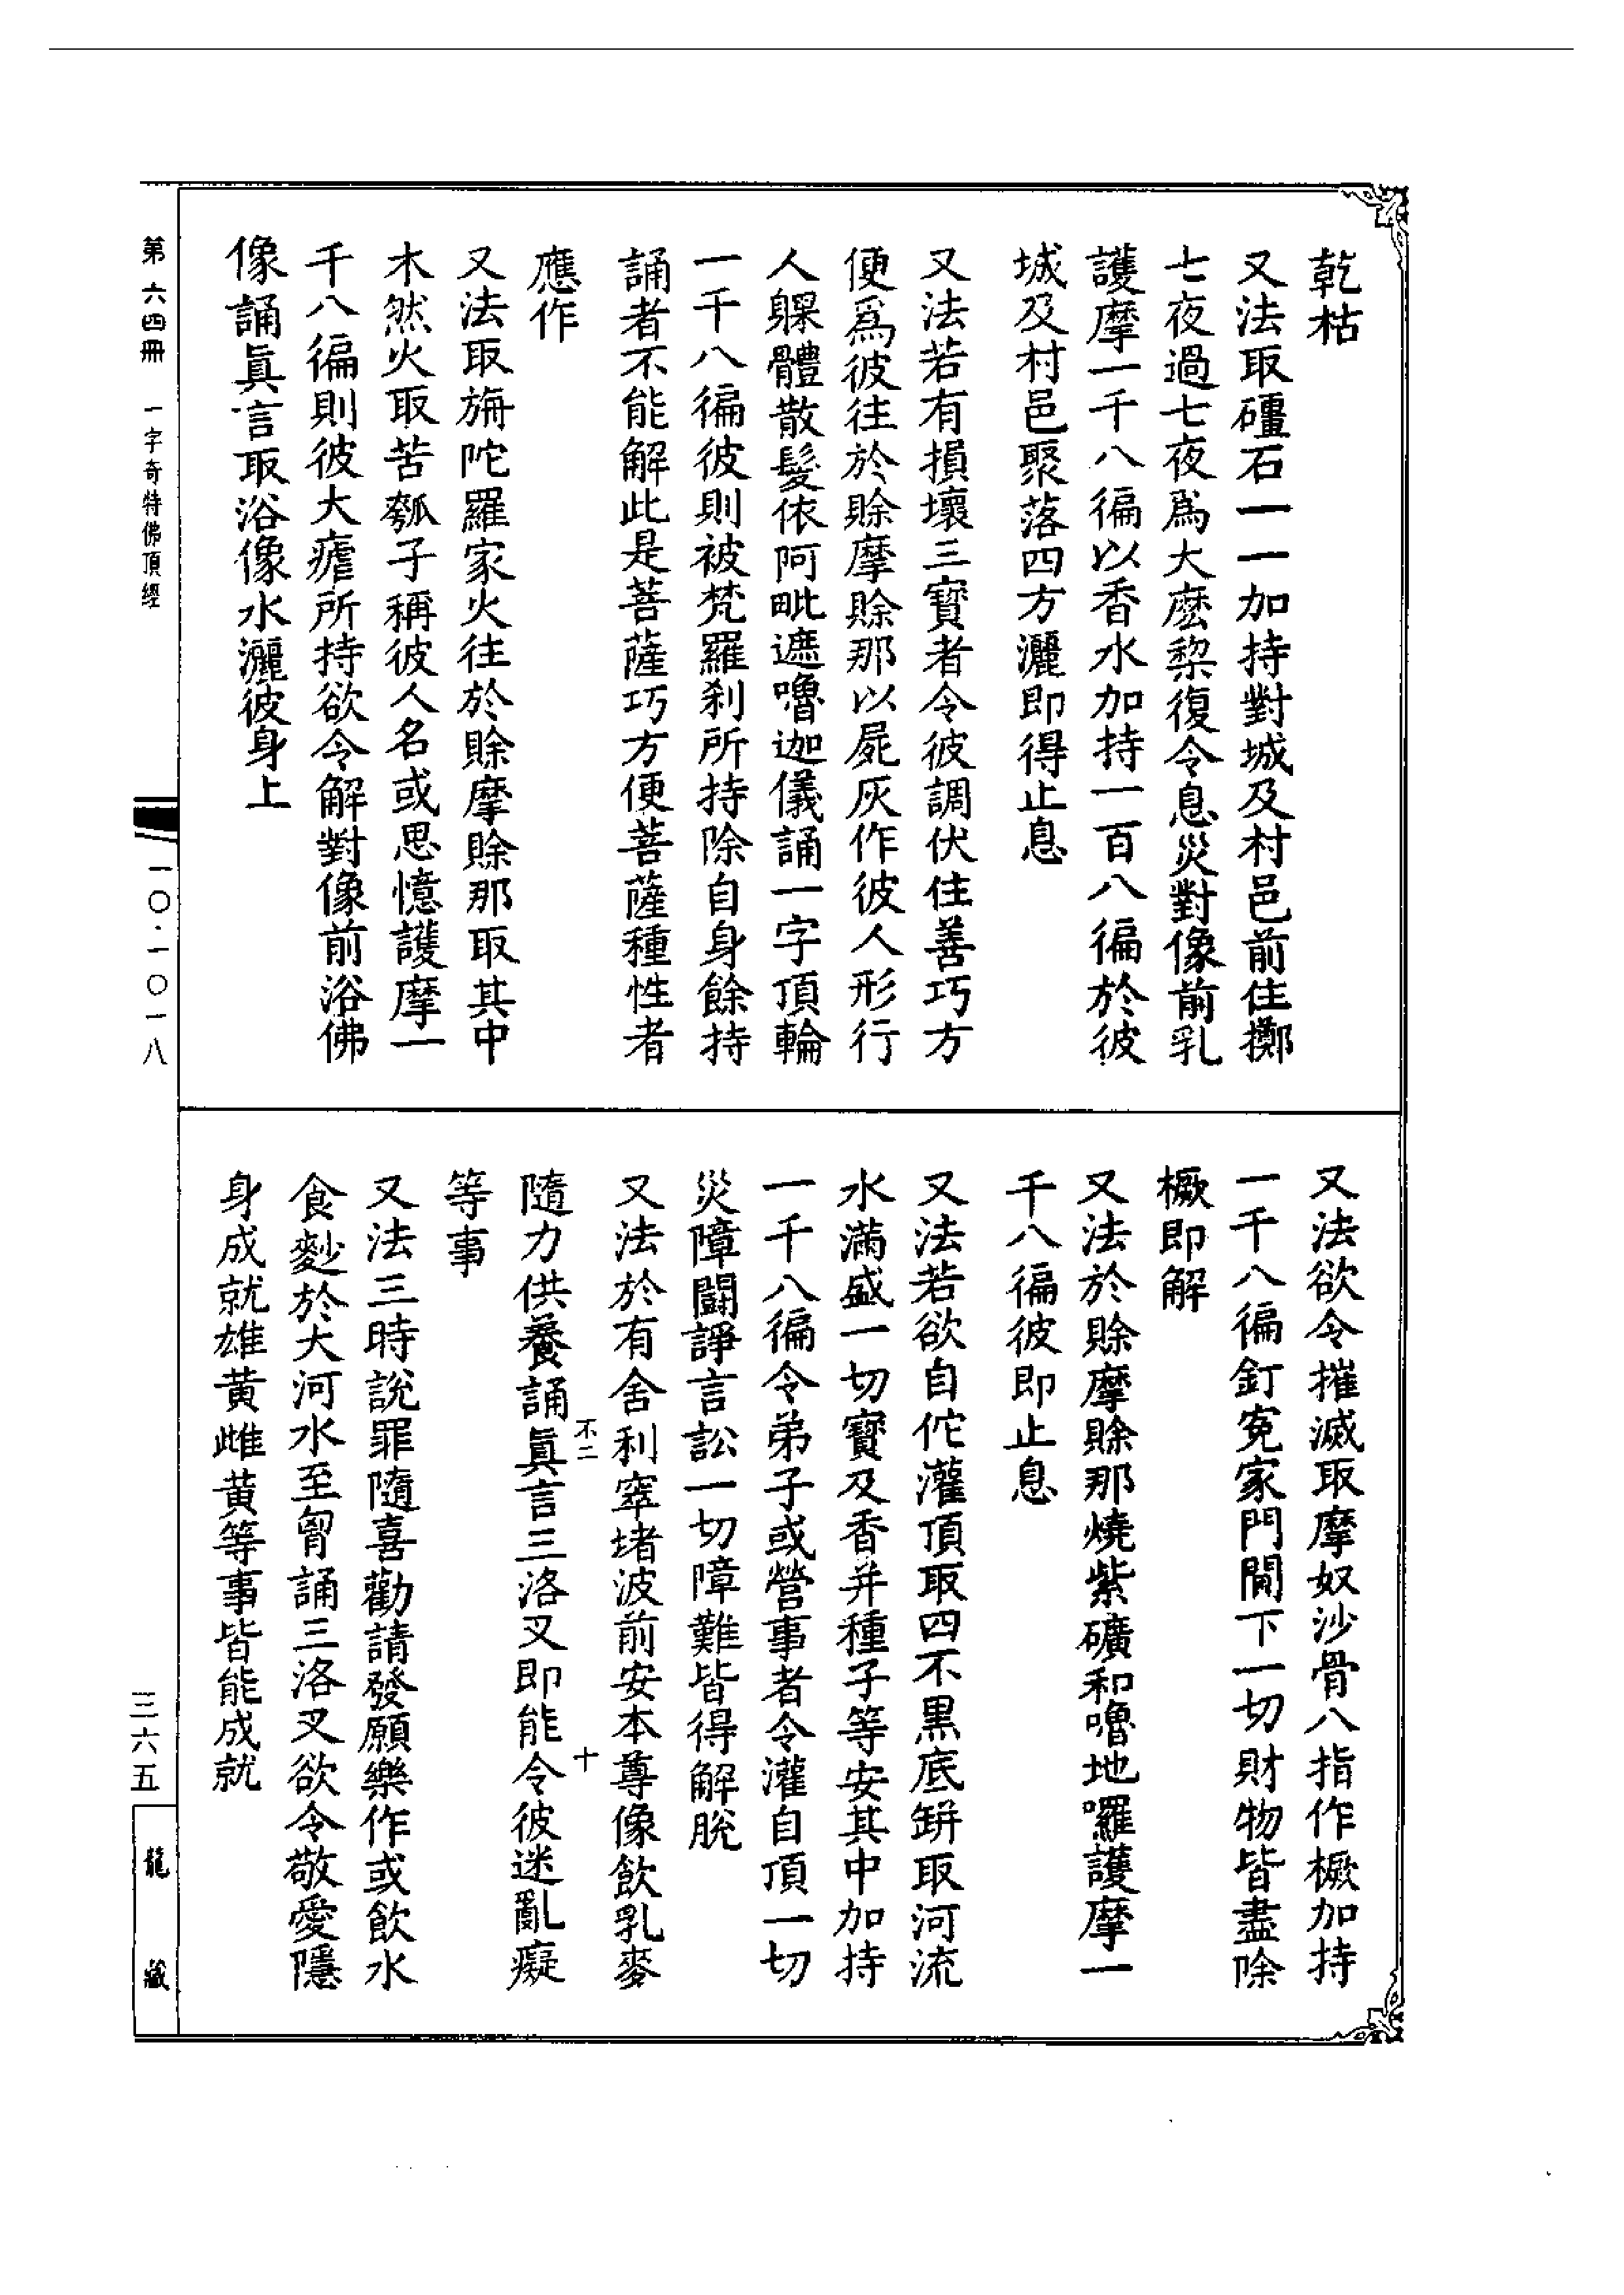 乾枯
又法取礓石一一加持對城及村邑前住擲
七夜過七夜爲大麽黎復令息災對像前乳
護摩一千八徧以香水加持一百八徧於彼
城及村邑聚落四方灑即得止息
又法若有損壞三寶者令彼調伏住善巧方
便爲彼往於賒摩賒那以屍灰作彼人形行
人躶體散髮依阿毗遮嚕迦儀誦一字頂輪
一千八徧彼則被梵羅刹所持除自身餘持
誦者不能解此是菩薩巧方便菩薩種性者
應作
又法取旃陀羅家火往於賒摩賒那取其中
木然火取苦瓠子稱彼人名或思憶護摩一
千八徧則彼大瘧所持欲令解對像前浴佛
像誦眞言取浴像水灑彼身上
又法欲令摧滅取摩奴沙骨八指作橛加持
一千八徧釘寃家門閫下一切財物皆盡除
橛即解
又法於賒摩賒那燒紫礦和嚕地囉護摩一
千八徧彼即止息
又法若欲自佗灌頂取四不黑底缾取河流
水滿盛一切寶及香并種子等安其中加持
一千八徧令弟子或營事者令灌自頂一切
災障鬪諍言訟一切障難皆得解脫
又法於有舍利窣堵波前安本尊像飲乳麥
不二 十
隨力供養誦眞言三洛叉即能令彼迷亂癡
等事
又法三時說罪隨喜勸請發願樂作或飲水
食麨於大河水至胷誦三洛叉欲令敬愛隱
身成就雄黄雌黄等事皆能成就
第六四冊 一字奇特佛頂經 一〇·一〇一八 三六五
龍藏